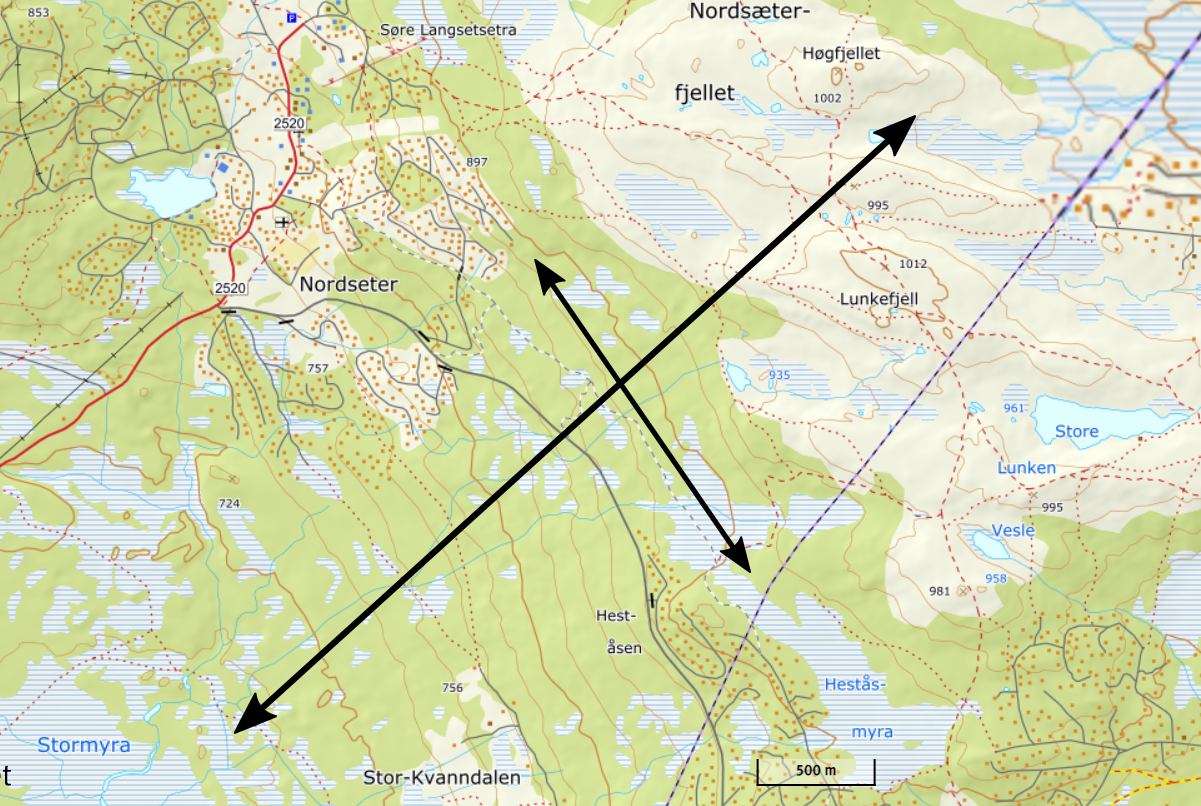 Nordsæter-
853
P
Søre Langsetsetra
Høgfjellet
fjellet
1002
2520
897
995
1012
Nordseter
2520
Lunkefjell
757
935
961
Store
Lunken
724
995
Vesle
958
981
Hest-
åsen
756
Hestås-
myra
Stormyra
500 m
t
Stor-Kvanndalen